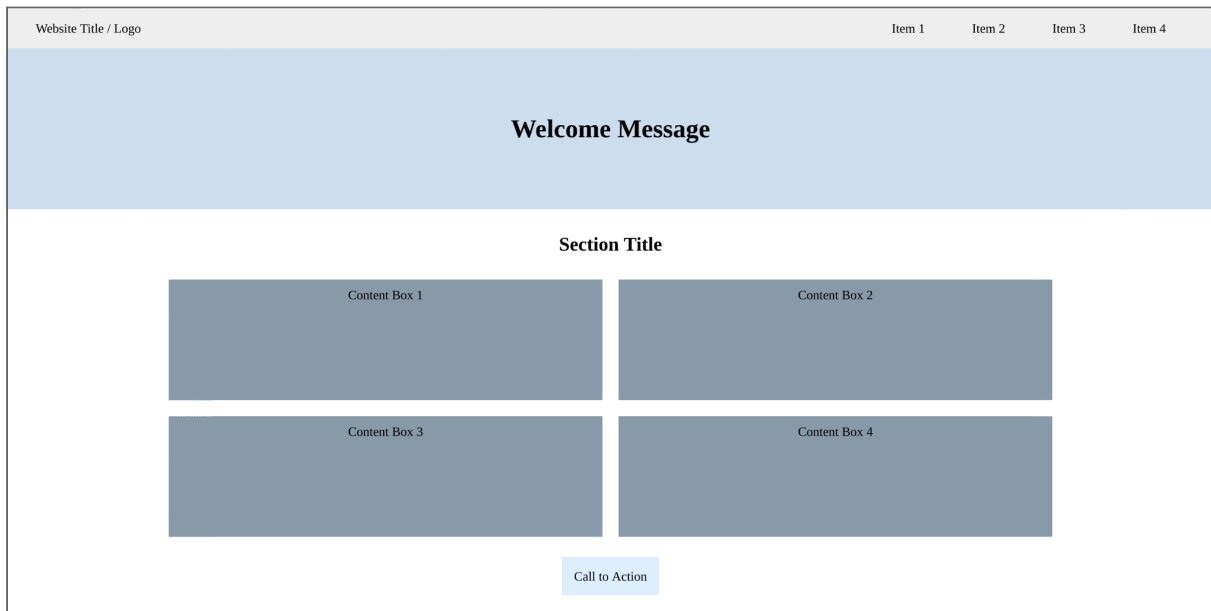 Website Title / Logo Item 1 Item 2 Item 3 Item 4
Welcome Message
Section Title
Content Box 1 Content Box 2
Content Box 3 Content Box 4
Call to Action